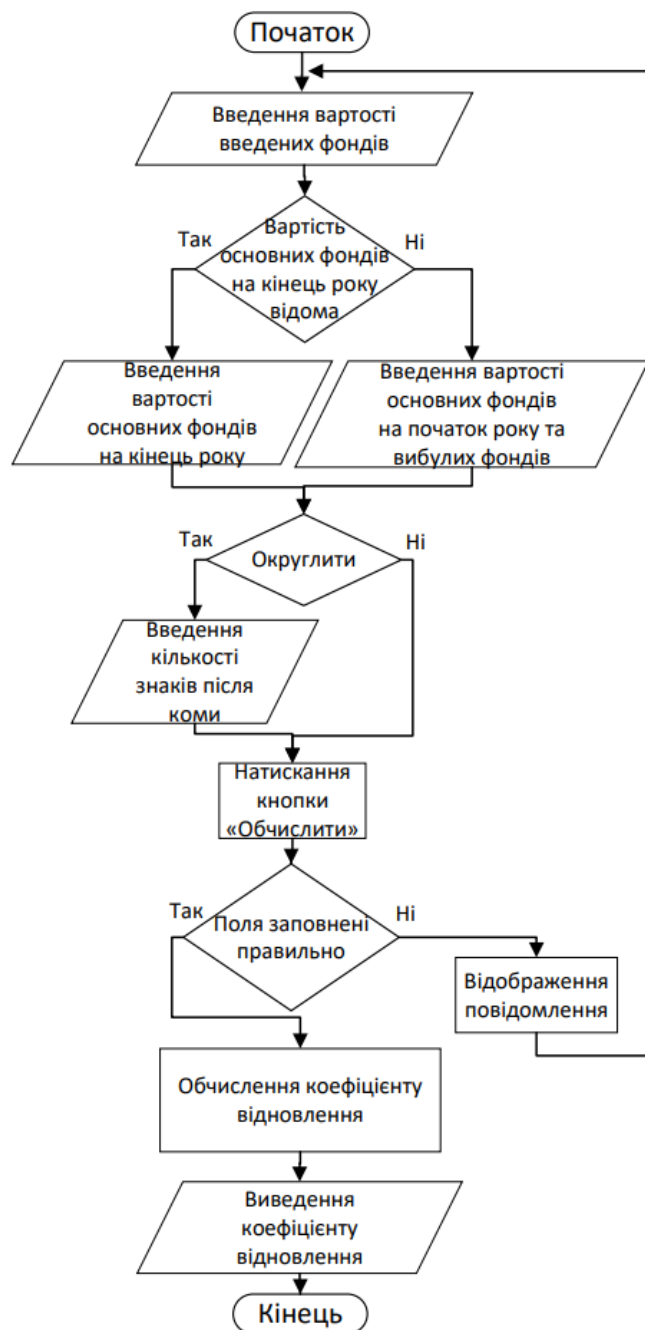 Початок
Введення вартості
введених фондів
Так
Вартість
Ні
основних фондів
на кінець року
відома
Введення
вартості
основних фондів
на кінець року
Введення вартості
основних фондів
на початок року та
вибулих фондів
Так
Ні
Округлити
Введення
кількості
знаків після
коми
Натискання
кнопки
«Обчислити»
Так
Ні
Поля заповнені
правильно
Відображення
повідомлення
Обчислення коефіцієнту
відновлення
Виведення
коефіцієнту
відновлення
Кінець